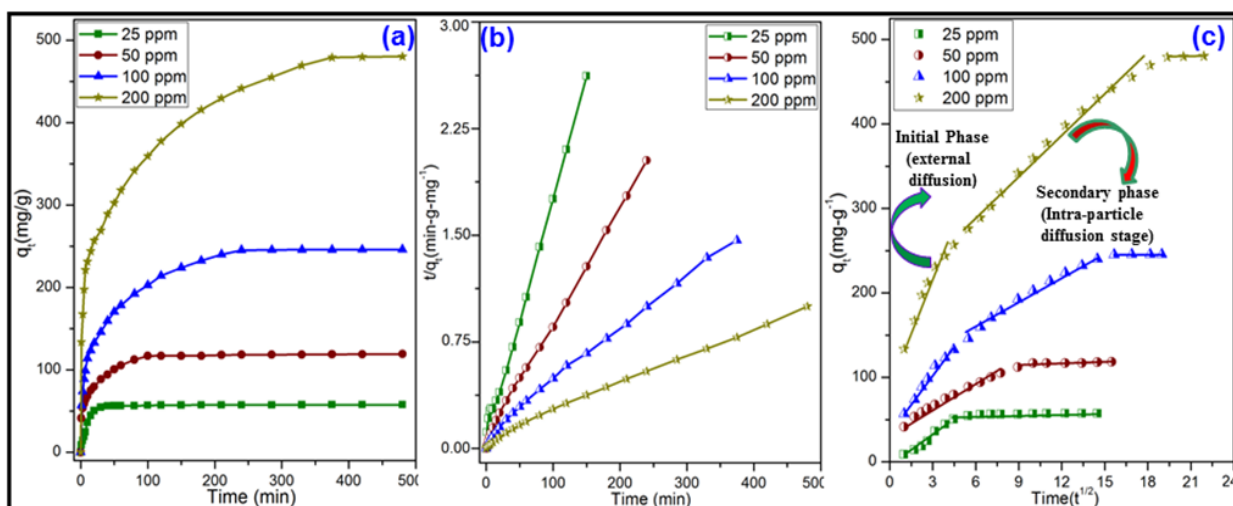 (a)
25 ppm
50 ppm
100 ppm
200 ppm
500
400
300
200
100
0
qt(mg/g)
0 100 200 300 400 500
Time (min)
(b)
25 ppm
50 ppm
100 ppm
200 ppm
3.00
2.25
1.50
0.75
0.00
t/qt(min-g-mg-1)
0 100 200 300 400 500
Time (min)
(c)
25 ppm
50 ppm
100 ppm
200 ppm
Initial Phase
(external
diffusion)
Secondary phase
(Intra-particle
diffusion stage)
500
400
300
200
100
0
qt(mg-g-1)
0 3 6 9 12 15 18 21 24
Time(t1/2)